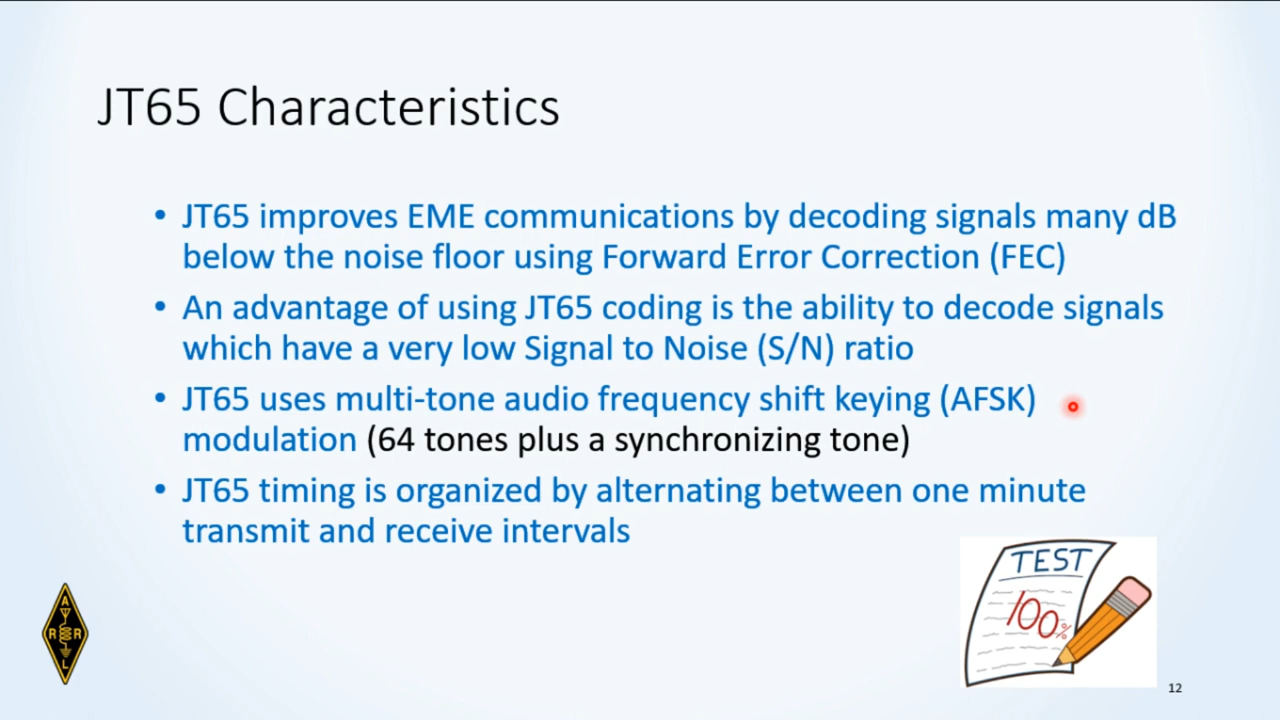 JT65 Characteristics
• JT65 improves EME communications by decoding signals many dB
below the noise floor using Forward Error Correction (FEC)
• An advantage of using JT65 coding is the ability to decode signals
which have a very low Signal to Noise (S/N) ratio
• JT65 uses multi-tone audio frequency shift keying (AFSK)
modulation (64 tones plus a synchronizing tone)
• JT65 timing is organized by alternating between one minute
transmit and receive intervals
TEST
100%
A
R R
L
12